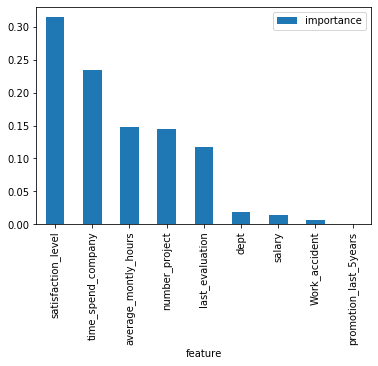 importance
0.30
0.25
0.20
0.15
0.10
0.05
0.00
satisfaction_level
time_spend_company
average_montly_hours
number_project
last_evaluation
dept
salary
Work_accident
promotion_last_5years
feature